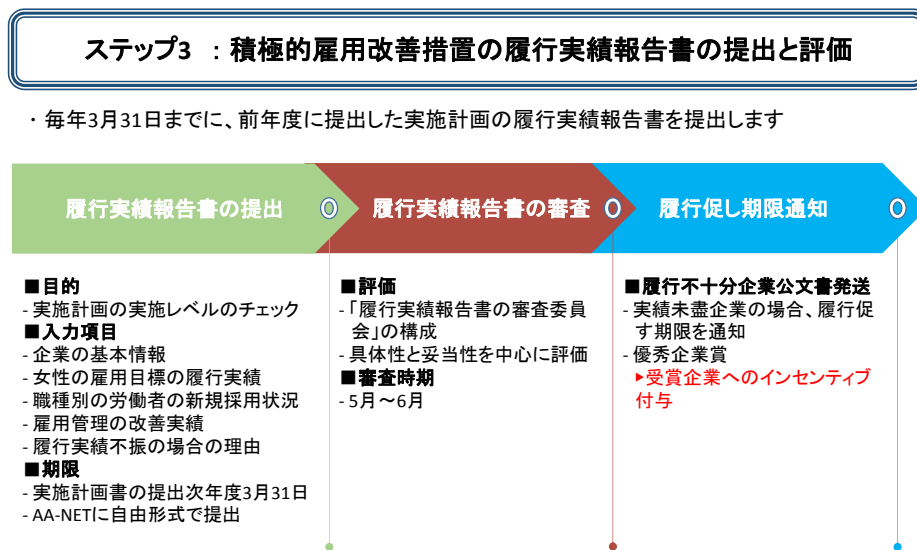 ステップ3 ：積極的雇用改善措置の履行実績報告書の提出と評価
・毎年3月31日までに、前年度に提出した実施計画の履行実績報告書を提出します
履行実績報告書の提出
履行実績報告書の審査
履行促し期限通知
■目的
- 実施計画の実施レベルのチェック
■入力項目
- 企業の基本情報
- 女性の雇用目標の履行実績
- 職種別の労働者の新規採用状況
- 雇用管理の改善実績
- 履行実績不振の場合の理由
■期限
- 実施計画書の提出次年度3月31日
- AA-NETに自由形式で提出
■評価
- 「履行実績報告書の審査委員
会」の構成
- 具体性と妥当性を中心に評価
■審査時期
- 5月～6月
■履行不十分企業公文書発送
- 実績未盡企業の場合、履行促
す期限を通知
- 優秀企業賞
▶受賞企業へのインセンティブ
付与